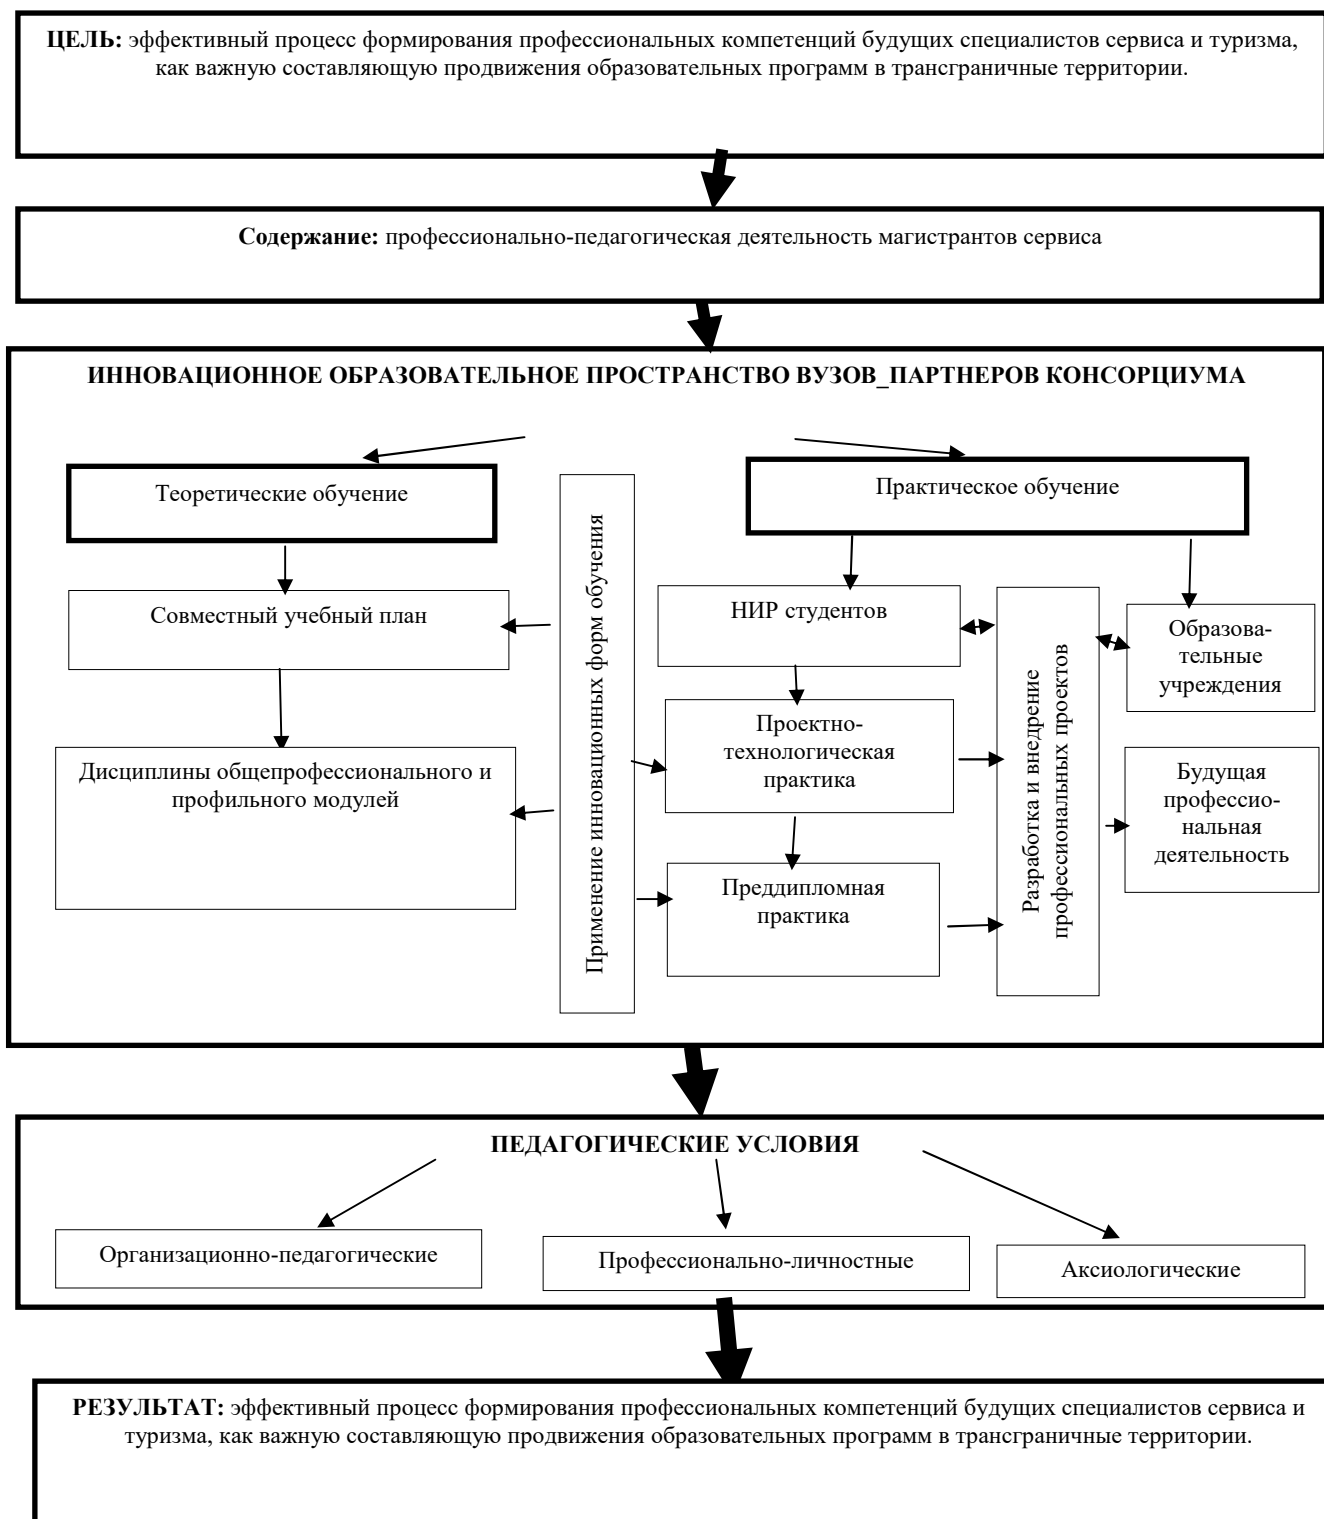 ЦЕЛЬ: эффективный процесс формирования профессиональных компетенций будущих специалистов сервиса и туризма,
как важную составляющую продвижения образовательных программ в трансграничные территории.
Содержание: профессионально-педагогическая деятельность магистрантов сервиса
ИННОВАЦИОННОЕ ОБРАЗОВАТЕЛЬНОЕ ПРОСТРАНСТВО ВУЗОВ_ПАРТНЕРОВ КОНСОРЦИУМА
Теоретические обучение
Совместный учебный план
Дисциплины общепрофессионального и
профильного модулей
Применение инновационных форм обучения
Практическое обучение
НИР студентов
Проектно-
технологическая
практика
Преддипломная
практика
Разработка и внедрение
профессиональных проектов
Образова-
тельные
учреждения
Будущая
профессио-
нальная
деятельность
ПЕДАГОГИЧЕСКИЕ УСЛОВИЯ
Организационно-педагогические
Профессионально-личностные
Аксиологические
РЕЗУЛЬТАТ: эффективный процесс формирования профессиональных компетенций будущих специалистов сервиса и
туризма, как важную составляющую продвижения образовательных программ в трансграничные территории.